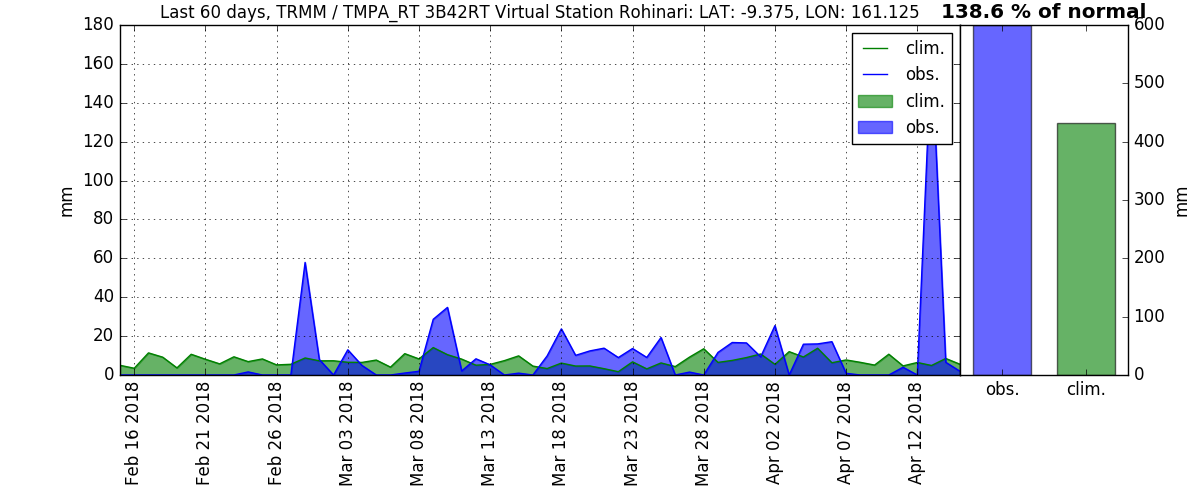 Last 60 days, TRMM / TMPA_RT 3B42RT Virtual Station Rohinari: LAT: -9.375, LON: 161.125
138.6 % of normal
180
160
140
120
100
80
60
40
20
0
mm
clim.
obs.
clim.
obs.
Feb 16 2018
Feb 21 2018
Feb 26 2018
Mar 03 2018
Mar 08 2018
Mar 13 2018
Mar 18 2018
Mar 23 2018
Mar 28 2018
Apr 02 2018
Apr 07 2018
Apr 12 2018
600
500
400
300
200
100
0
mm
obs.
clim.